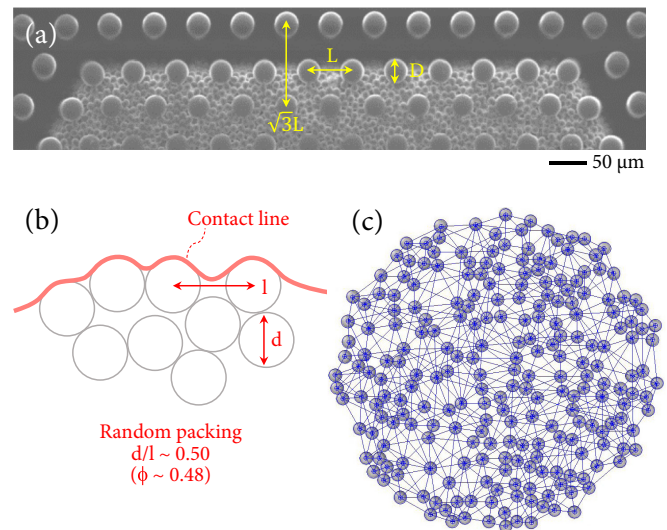 (a)
L
D
√3L
50 μm
(b)
Contact line
l
d
Random packing
d/l ~ 0.50
(ϕ ~ 0.48)
(c)